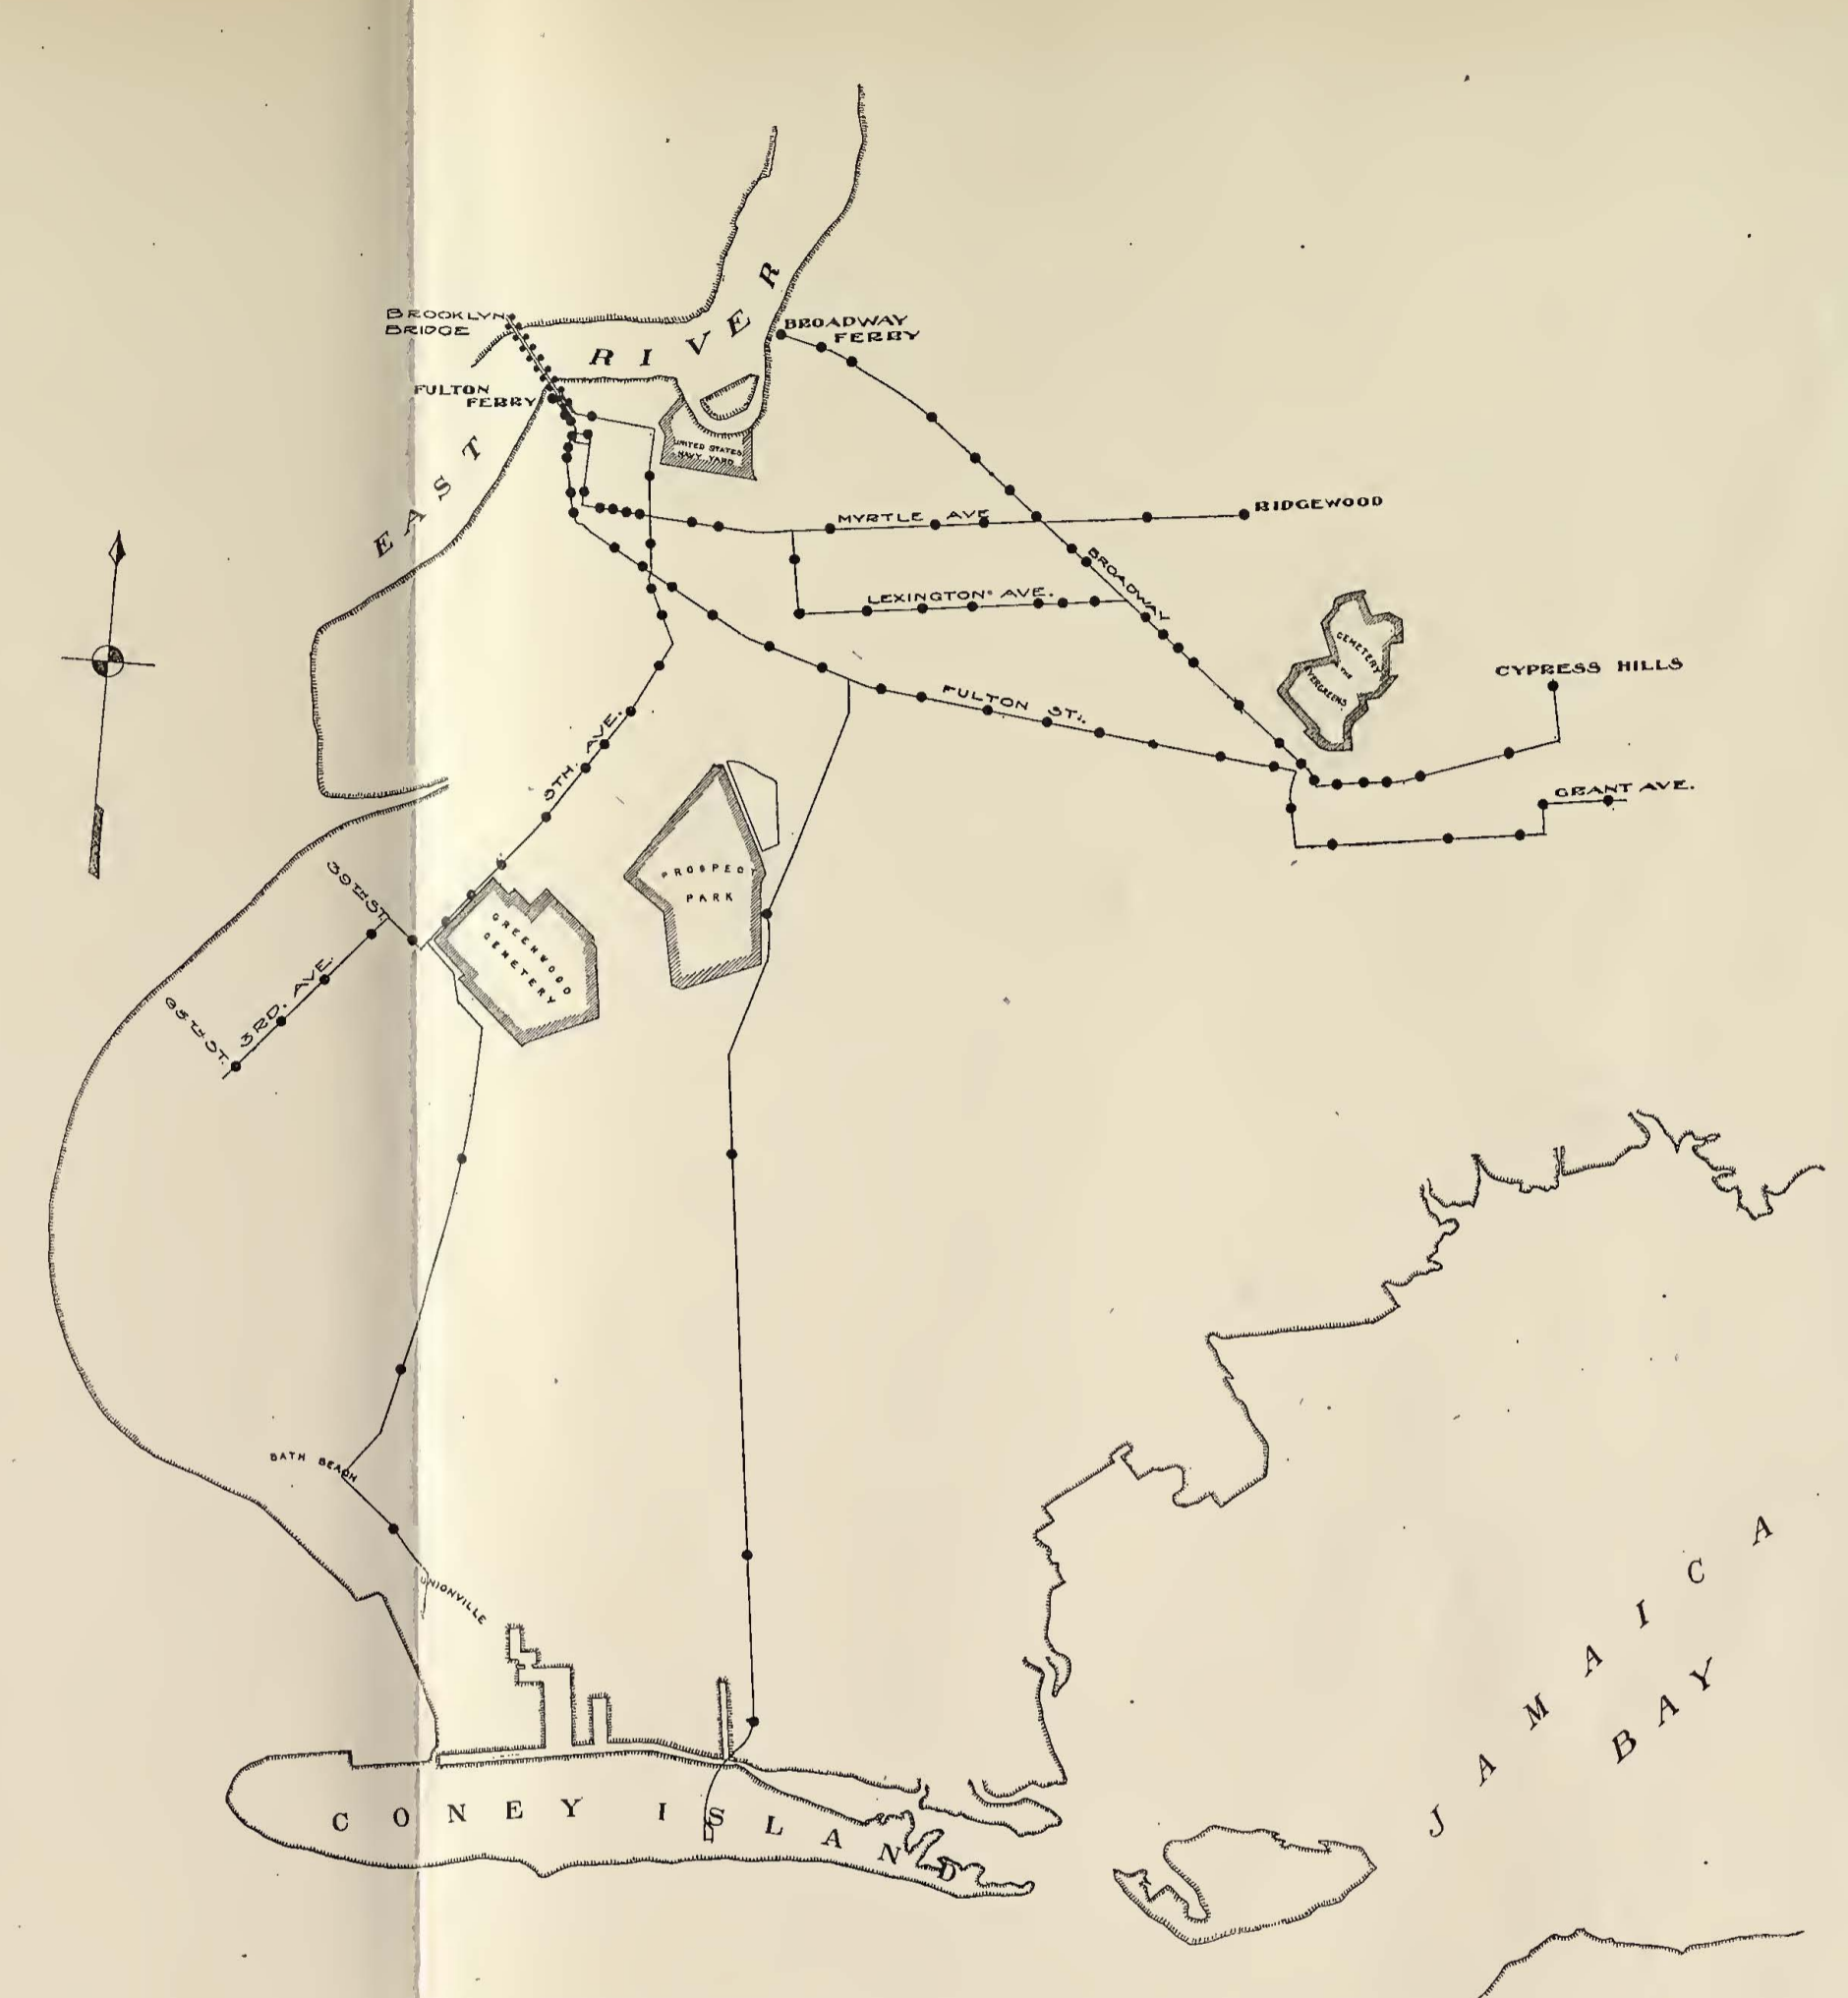 BROOKLYN
BRIDGE
EAST RIVER
BROADWAY
FERRY
FULTON
FERRY
UNITED STATES
NAVY YARD
MYRTLE AVE
RIDGEWOOD
LEXINGTON AVE.
BROADWAY
CEMETERY
OF THE
EVERGREENS
CYPRESS HILLS
FULTON ST.
GRANT AVE.
5TH. AVE.
PROSPECT
PARK
39TH ST.
GREENWOOD
CEMETERY
3RD. AVE.
65TH ST.
BATH BEACH
UNIONVILLE
CONEY ISLAND
JAMAICA
BAY